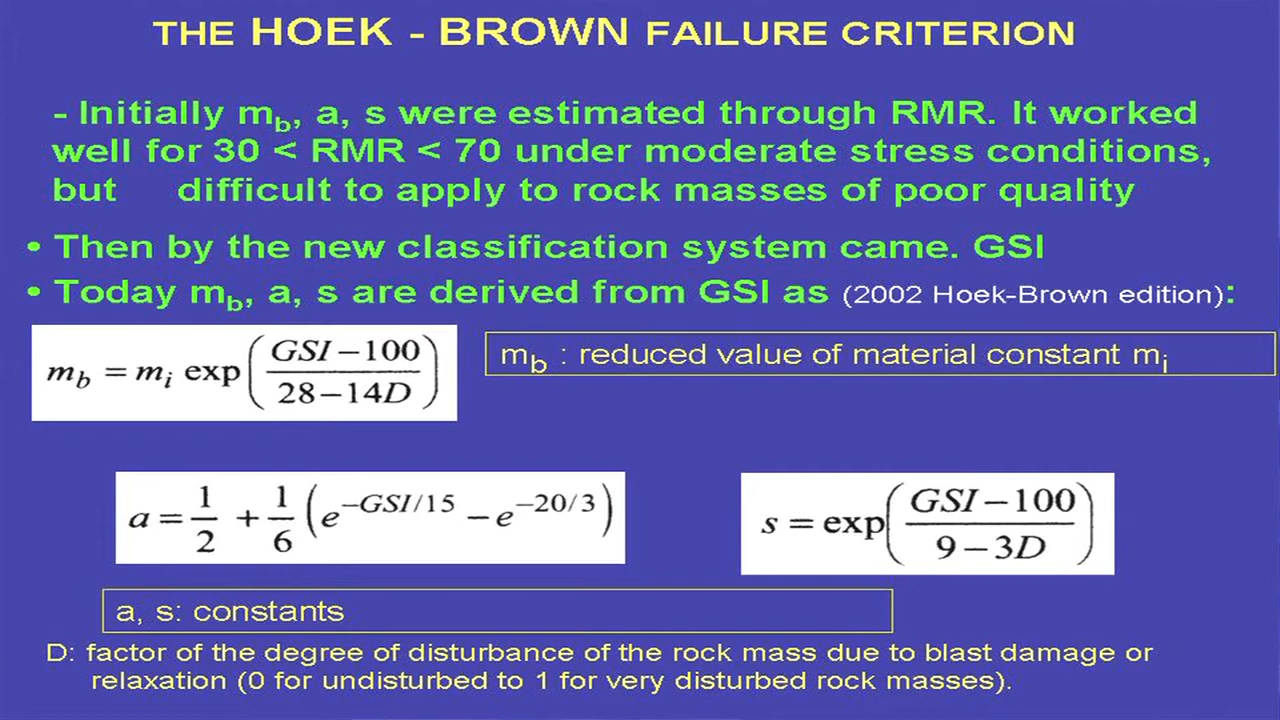 THE HOEK - BROWN FAILURE CRITERION
- Initially m_b, a, s were estimated through RMR. It worked
well for 30 < RMR < 70 under moderate stress conditions,
but difficult to apply to rock masses of poor quality
• Then by the new classification system came. GSI
• Today m_b, a, s are derived from GSI as (2002 Hoek-Brown edition):
m_b = m_i exp((GSI − 100)/(28 − 14D))
m_b : reduced value of material constant m_i
a = 1/2 + 1/6 (e^{−GSI/15} − e^{−20/3})
s = exp((GSI − 100)/(9 − 3D))
a, s: constants
D: factor of the degree of disturbance of the rock mass due to blast damage or
relaxation (0 for undisturbed to 1 for very disturbed rock masses).